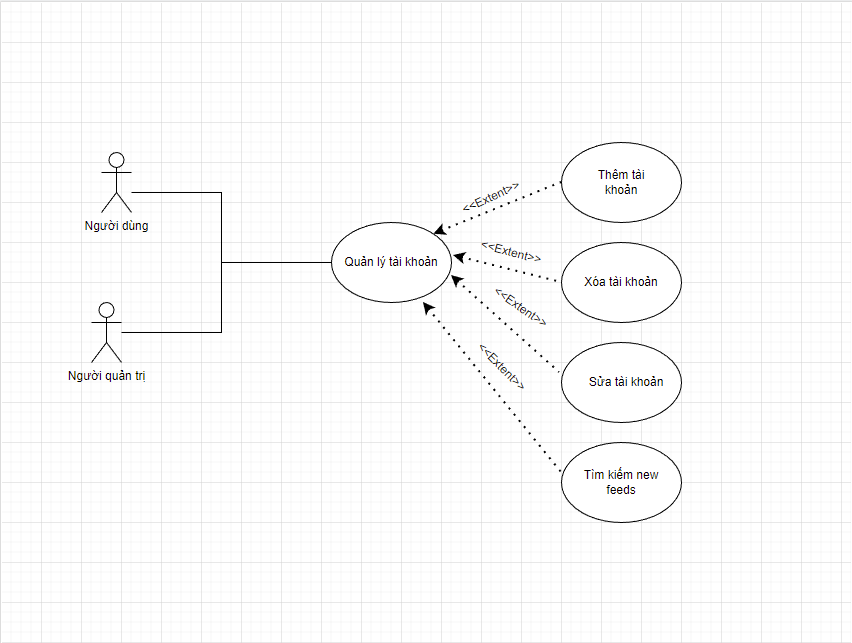 Người dùng
Người quản trị
Quản lý tài khoản
<<Extent>>
<<Extent>>
<<Extent>>
<<Extent>>
Thêm tài
khoản
Xóa tài khoản
Sửa tài khoản
Tìm kiếm new
feeds